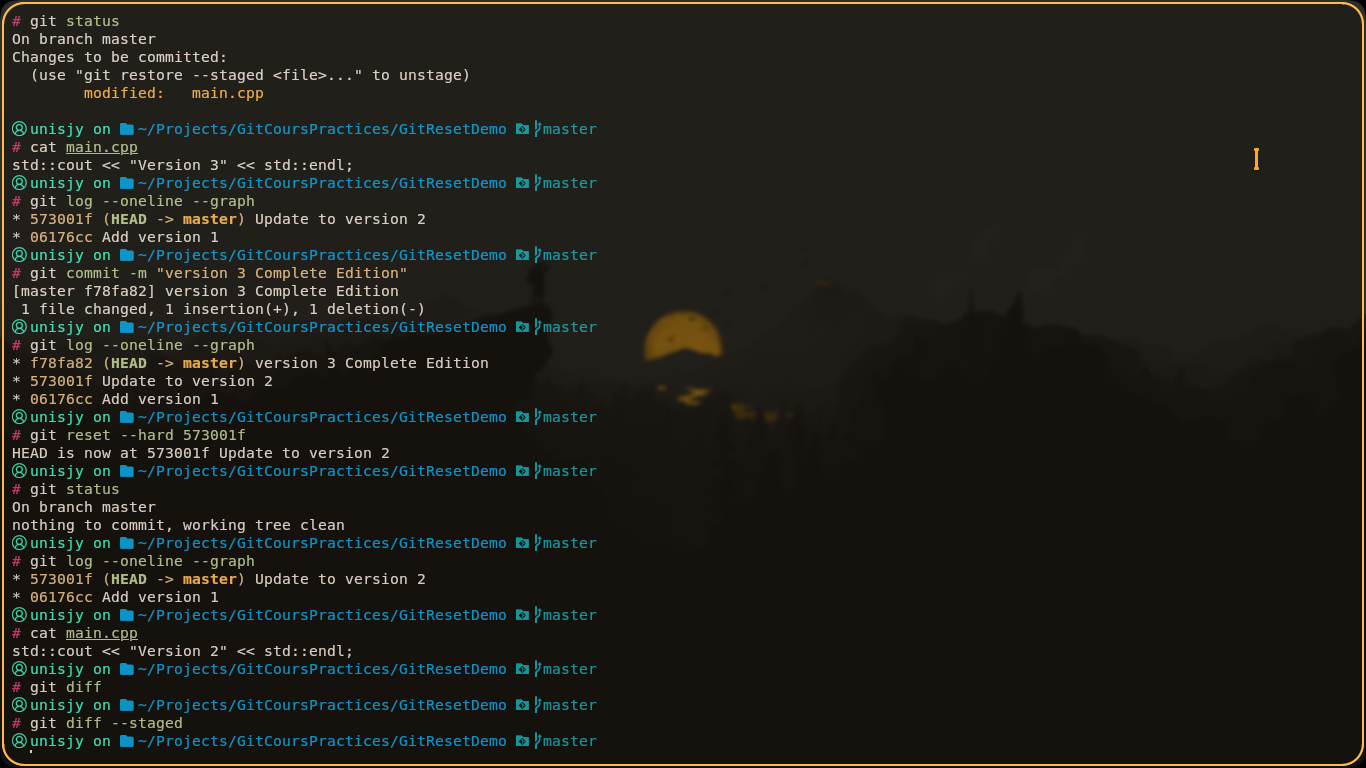 # git status
On branch master
Changes to be committed:
  (use "git restore --staged <file>..." to unstage)
        modified:   main.cpp

unisjy on ~/Projects/GitCoursPractices/GitResetDemo master
# cat main.cpp
std::cout << "Version 3" << std::endl;
unisjy on ~/Projects/GitCoursPractices/GitResetDemo master
# git log --oneline --graph
* 573001f (HEAD -> master) Update to version 2
* 06176cc Add version 1
unisjy on ~/Projects/GitCoursPractices/GitResetDemo master
# git commit -m "version 3 Complete Edition"
[master f78fa82] version 3 Complete Edition
 1 file changed, 1 insertion(+), 1 deletion(-)
unisjy on ~/Projects/GitCoursPractices/GitResetDemo master
# git log --oneline --graph
* f78fa82 (HEAD -> master) version 3 Complete Edition
* 573001f Update to version 2
* 06176cc Add version 1
unisjy on ~/Projects/GitCoursPractices/GitResetDemo master
# git reset --hard 573001f
HEAD is now at 573001f Update to version 2
unisjy on ~/Projects/GitCoursPractices/GitResetDemo master
# git status
On branch master
nothing to commit, working tree clean
unisjy on ~/Projects/GitCoursPractices/GitResetDemo master
# git log --oneline --graph
* 573001f (HEAD -> master) Update to version 2
* 06176cc Add version 1
unisjy on ~/Projects/GitCoursPractices/GitResetDemo master
# cat main.cpp
std::cout << "Version 2" << std::endl;
unisjy on ~/Projects/GitCoursPractices/GitResetDemo master
# git diff
unisjy on ~/Projects/GitCoursPractices/GitResetDemo master
# git diff --staged
unisjy on ~/Projects/GitCoursPractices/GitResetDemo master